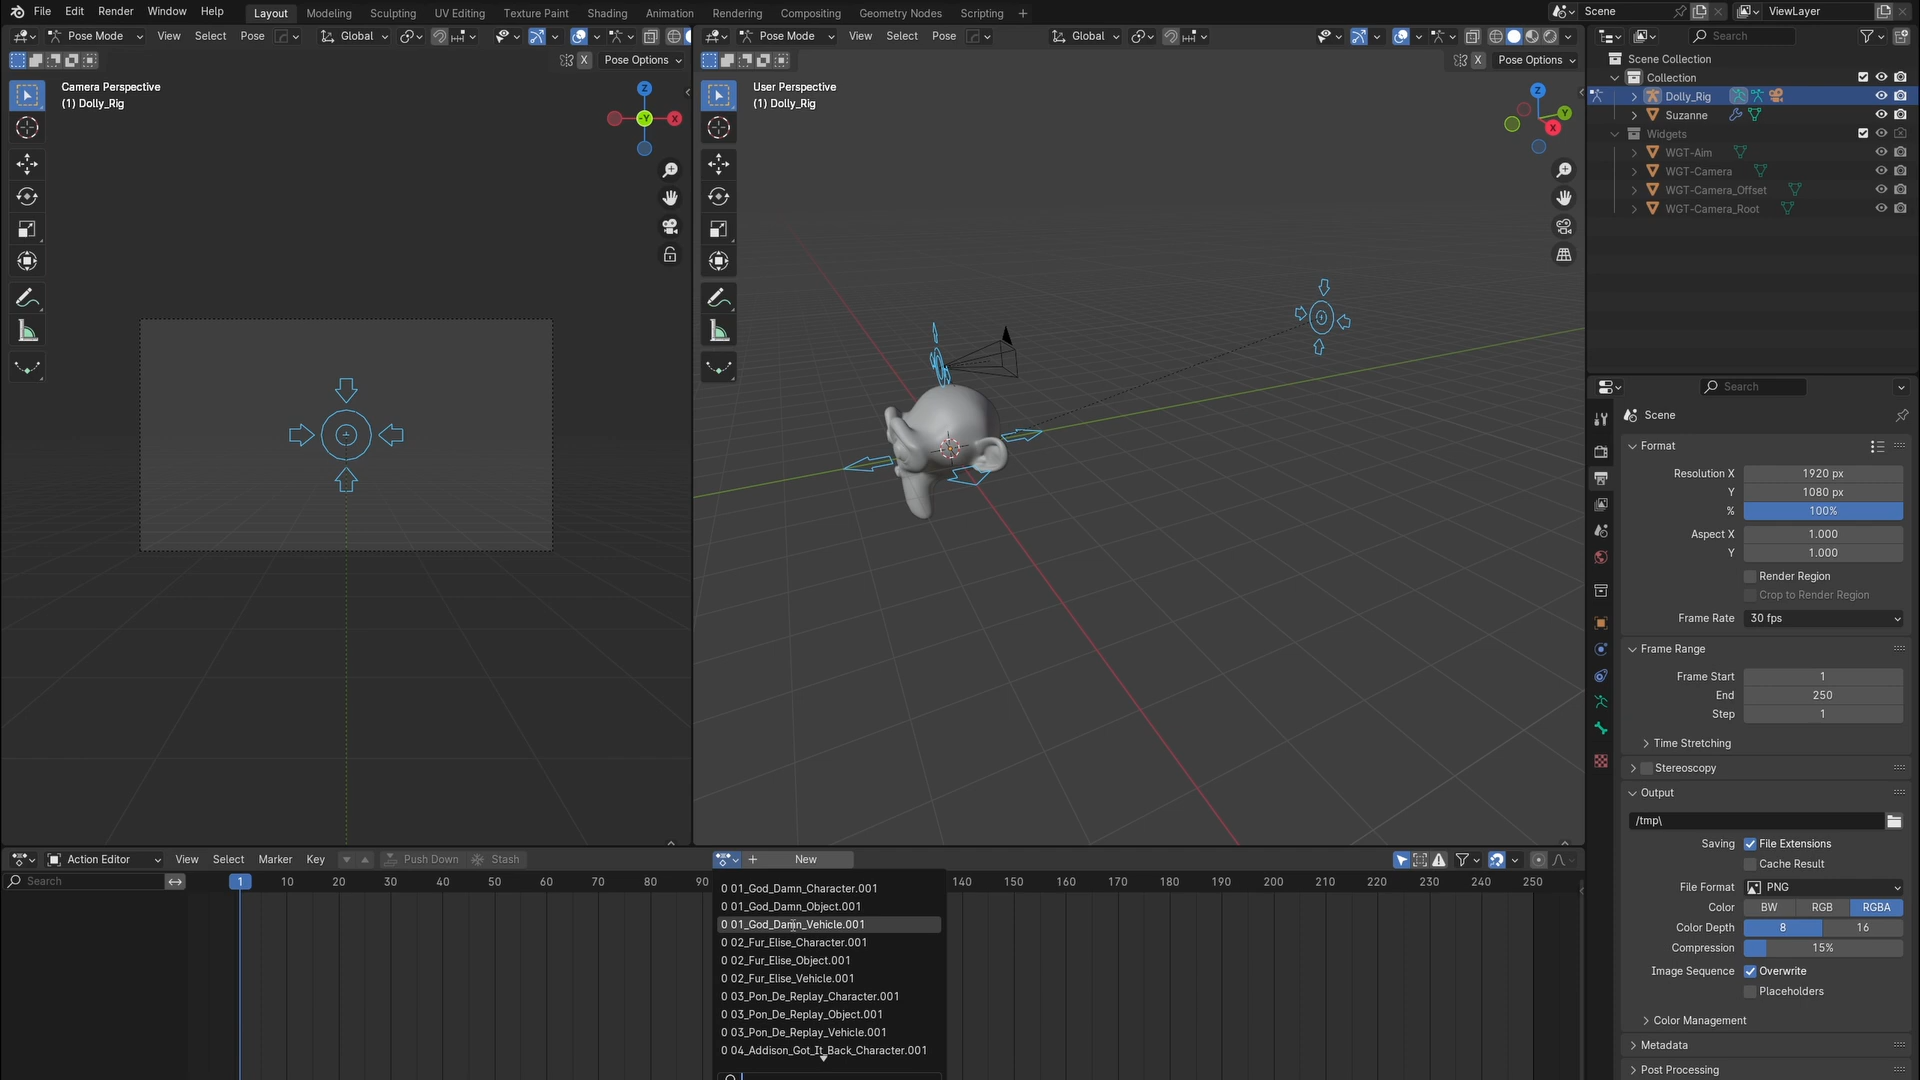 File Edit Render Window Help Layout Modeling Sculpting UV Editing Texture Paint Shading Animation Rendering Compositing Geometry Nodes Scripting + Scene ViewLayer
Pose Mode View Select Pose Global
X Pose Options
Camera Perspective
(1) Dolly_Rig
Z
-Y
X
Pose Mode View Select Pose Global
X Pose Options
User Perspective
(1) Dolly_Rig
Z
Y
X
Search
Scene Collection
Collection
Dolly_Rig
Suzanne
Widgets
WGT-Aim
WGT-Camera
WGT-Camera_Offset
WGT-Camera_Root
Search
Scene
Format
Resolution X 1920 px
Y 1080 px
% 100%
Aspect X 1.000
Y 1.000
Render Region
Crop to Render Region
Frame Rate 30 fps
Frame Range
Frame Start 1
End 250
Step 1
Time Stretching
Stereoscopy
Output
/tmp\
Saving File Extensions
Cache Result
File Format PNG
Color BW RGB RGBA
Color Depth 8 16
Compression 15%
Image Sequence Overwrite
Placeholders
Color Management
Metadata
Post Processing
Action Editor View Select Marker Key Push Down Stash + New
Search
1 10 20 30 40 50 60 70 80 90 140 150 160 170 180 190 200 210 220 230 240 250
0 01_God_Damn_Character.001
0 01_God_Damn_Object.001
0 01_God_Damn_Vehicle.001
0 02_Fur_Elise_Character.001
0 02_Fur_Elise_Object.001
0 02_Fur_Elise_Vehicle.001
0 03_Pon_De_Replay_Character.001
0 03_Pon_De_Replay_Object.001
0 03_Pon_De_Replay_Vehicle.001
0 04_Addison_Got_It_Back_Character.001